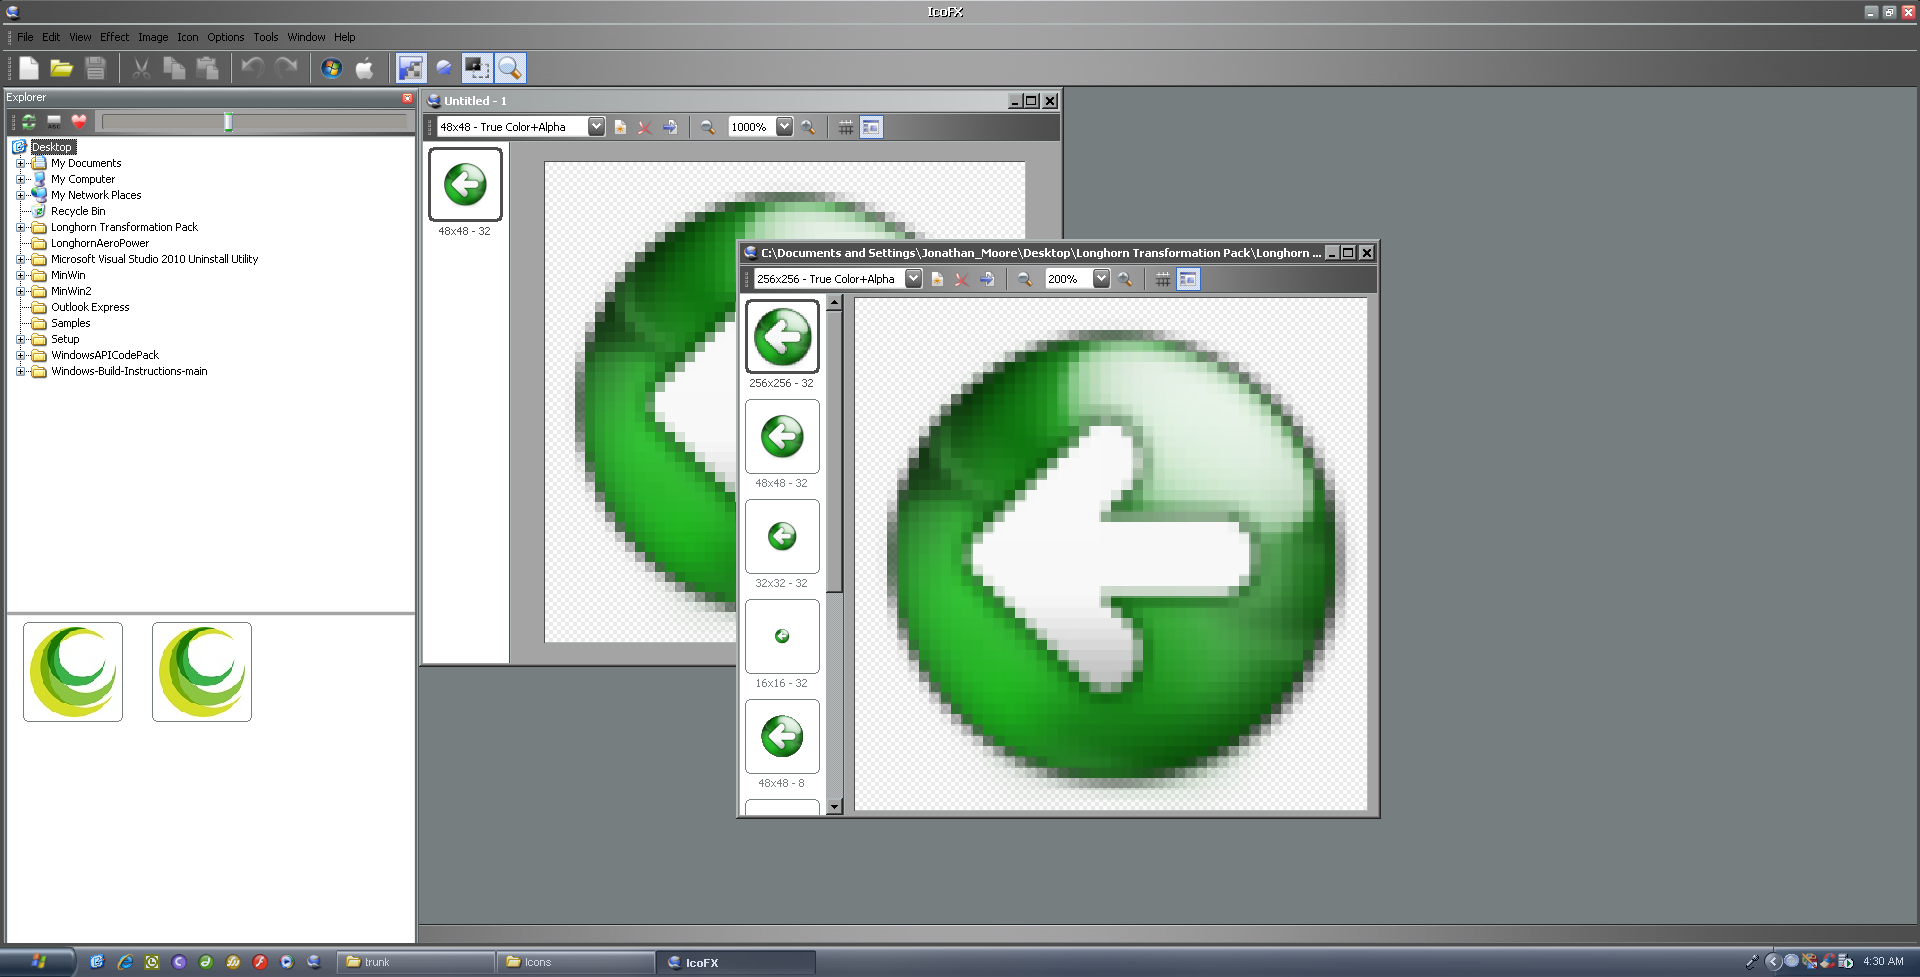 IcoFX
File Edit View Effect Image Icon Options Tools Window Help
Explorer
Desktop
My Documents
My Computer
My Network Places
Recycle Bin
Longhorn Transformation Pack
LonghornAeroPower
Microsoft Visual Studio 2010 Uninstall Utility
MinWin
MinWin2
Outlook Express
Samples
Setup
WindowsAPICodePack
Windows-Build-Instructions-main
Untitled - 1
48x48 - True Color+Alpha
1000%
48x48 - 32
C:\Documents and Settings\Jonathan_Moore\Desktop\Longhorn Transformation Pack\Longhorn ...
256x256 - True Color+Alpha
200%
256x256 - 32
48x48 - 32
32x32 - 32
16x16 - 32
48x48 - 8
trunk
Icons
IcoFX
4:30 AM